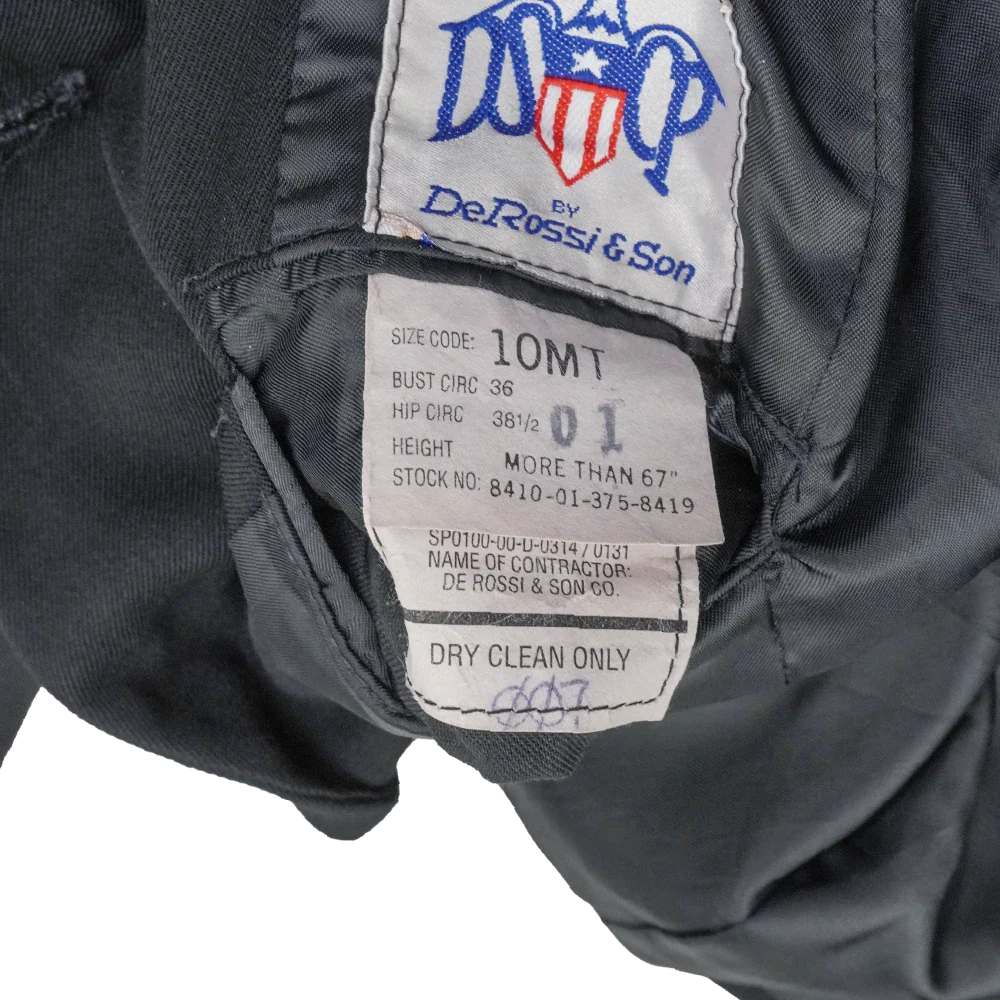 BY
DeRossi & Son
SIZE CODE: 10MT
BUST CIRC 36
HIP CIRC 38 1/2 01
HEIGHT MORE THAN 67"
STOCK NO: 8410-01-375-8419
SP0100-00-D-0314 / 0131
NAME OF CONTRACTOR:
DE ROSSI & SON CO.
DRY CLEAN ONLY
007